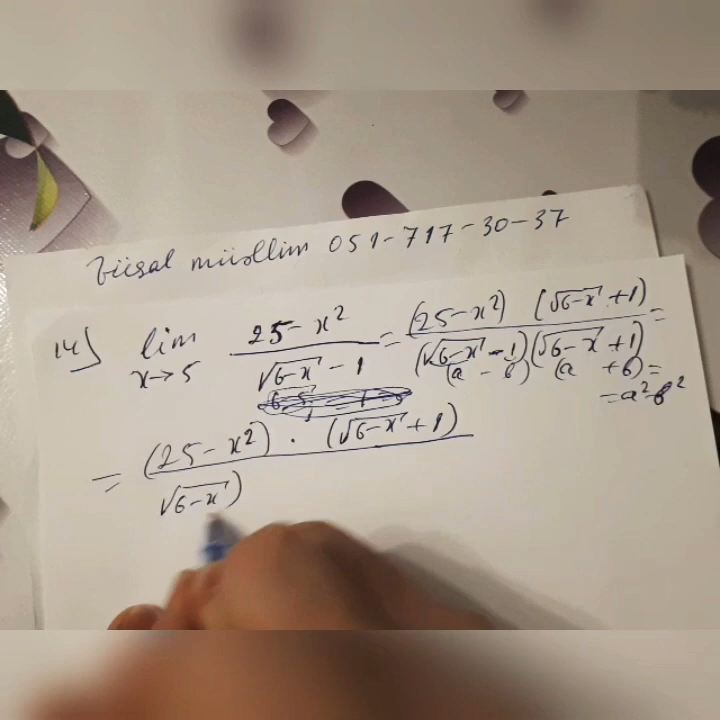 Vüsal müəllim 051-717-30-37
14) lim x→5 (25-x²)/(√(6-x) - 1) = (25-x²) (√(6-x) +1) / (√(6-x) -1)(√(6-x) +1) =
(a - b) (a + b) =
= a²-b²
= (25-x²) · (√(6-x) +1)
√(6-x))